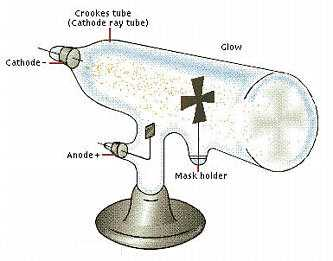 Crookes tube
(Cathode ray tube)
Glow
Cathode-
Anode+
Mask holder